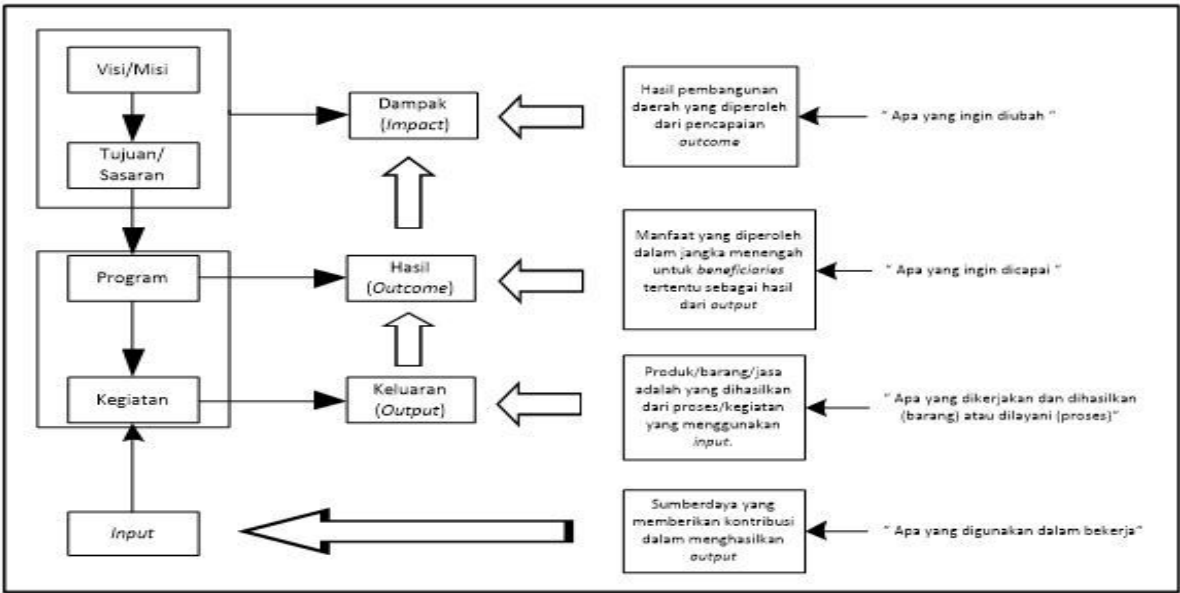 Visi/Misi
Tujuan/
Sasaran
Program
Kegiatan
Input
Dampak
(Impact)
Hasil
(Outcome)
Keluaran
(Output)
Hasil pembangunan
daerah yang diperoleh
dari pencapaian
outcome
" Apa yang ingin diubah "
Manfaat yang diperoleh
dalam jangka menengah
untuk beneficiaries
tertentu sebagai hasil
dari output
" Apa yang ingin dicapai "
Produk/barang/jasa
adalah yang dihasilkan
dari proses/kegiatan
yang menggunakan
input.
" Apa yang dikerjakan dan dihasilkan
(barang) atau dilayani (proses)"
Sumberdaya yang
memberikan kontribusi
dalam menghasilkan
output
" Apa yang digunakan dalam bekerja"